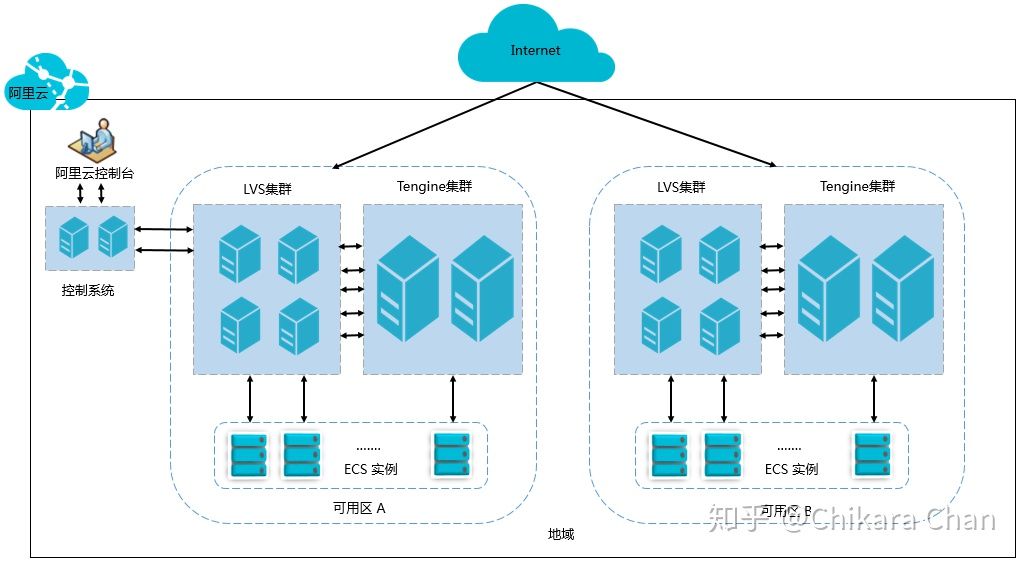 Internet
阿里云
阿里云控制台
控制系统
LVS集群
Tengine集群
.......
ECS 实例
可用区 A
LVS集群
Tengine集群
.......
ECS 实例
可用区 B
地域
知乎 @Chikara Chan